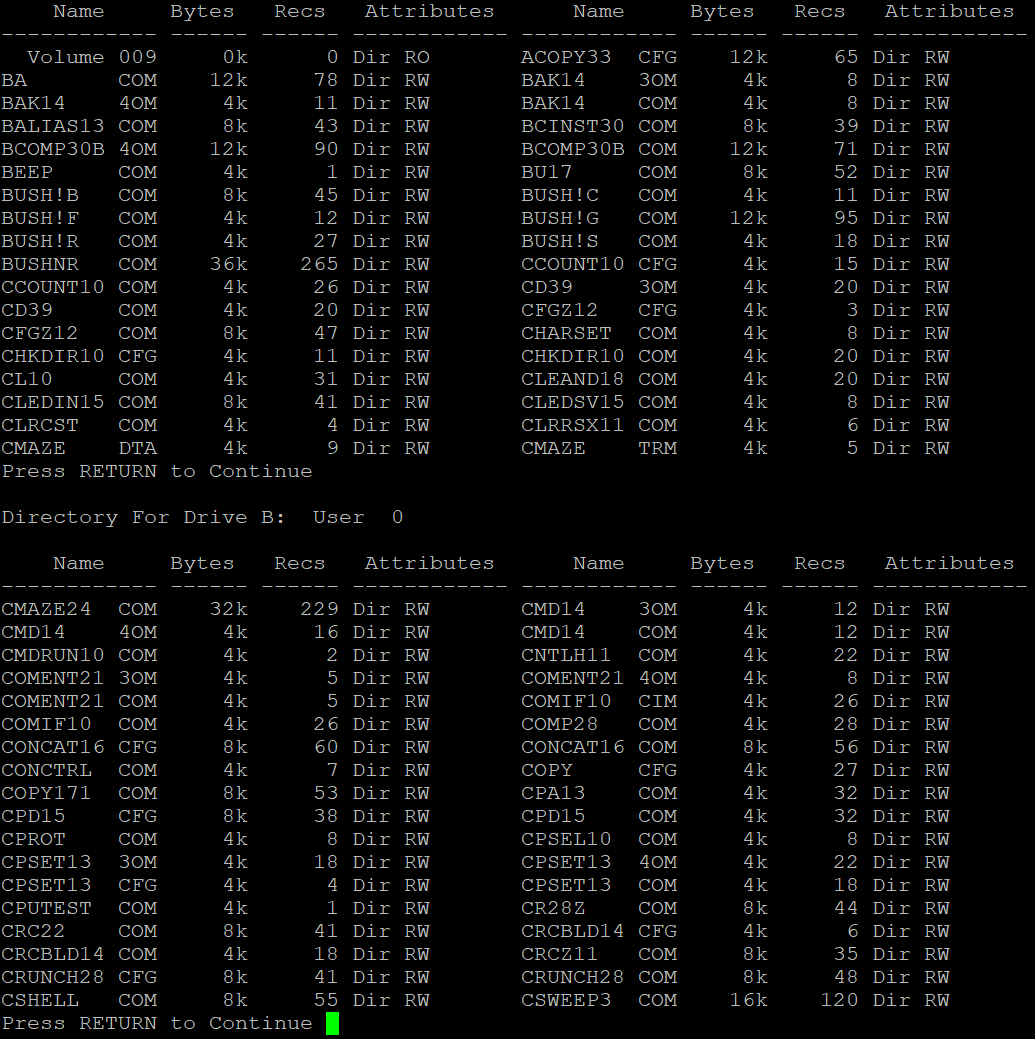 Name     Bytes   Recs   Attributes      Name     Bytes   Recs   Attributes
------------ ------ ------ ------------ ------------ ------ ------ ------------
  Volume 009     0k      0 Dir RO       ACOPY33  CFG    12k     65 Dir RW
BA       COM    12k     78 Dir RW       BAK14    3OM     4k      8 Dir RW
BAK14    4OM     4k     11 Dir RW       BAK14    COM     4k      8 Dir RW
BALIAS13 COM     8k     43 Dir RW       BCINST30 COM     8k     39 Dir RW
BCOMP30B 4OM    12k     90 Dir RW       BCOMP30B COM    12k     71 Dir RW
BEEP     COM     4k      1 Dir RW       BU17     COM     8k     52 Dir RW
BUSH!B   COM     8k     45 Dir RW       BUSH!C   COM     4k     11 Dir RW
BUSH!F   COM     4k     12 Dir RW       BUSH!G   COM    12k     95 Dir RW
BUSH!R   COM     4k     27 Dir RW       BUSH!S   COM     4k     18 Dir RW
BUSHNR   COM    36k    265 Dir RW       CCOUNT10 CFG     4k     15 Dir RW
CCOUNT10 COM     4k     26 Dir RW       CD39     3OM     4k     20 Dir RW
CD39     COM     4k     20 Dir RW       CFGZ12   CFG     4k      3 Dir RW
CFGZ12   COM     8k     47 Dir RW       CHARSET  COM     4k      8 Dir RW
CHKDIR10 CFG     4k     11 Dir RW       CHKDIR10 COM     4k     20 Dir RW
CL10     COM     4k     31 Dir RW       CLEAND18 COM     4k     20 Dir RW
CLEDIN15 COM     8k     41 Dir RW       CLEDSV15 COM     4k      8 Dir RW
CLRCST   COM     4k      4 Dir RW       CLRRSX11 COM     4k      6 Dir RW
CMAZE    DTA     4k      9 Dir RW       CMAZE    TRM     4k      5 Dir RW
Press RETURN to Continue
Directory For Drive B:  User  0
    Name     Bytes   Recs   Attributes      Name     Bytes   Recs   Attributes
------------ ------ ------ ------------ ------------ ------ ------ ------------
CMAZE24  COM    32k    229 Dir RW       CMD14    3OM     4k     12 Dir RW
CMD14    4OM     4k     16 Dir RW       CMD14    COM     4k     12 Dir RW
CMDRUN10 COM     4k      2 Dir RW       CNTLH11  COM     4k     22 Dir RW
COMENT21 3OM     4k      5 Dir RW       COMENT21 4OM     4k      8 Dir RW
COMENT21 COM     4k      5 Dir RW       COMIF10  CIM     4k     26 Dir RW
COMIF10  COM     4k     26 Dir RW       COMP28   COM     4k     28 Dir RW
CONCAT16 CFG     8k     60 Dir RW       CONCAT16 COM     8k     56 Dir RW
CONCTRL  COM     4k      7 Dir RW       COPY     CFG     4k     27 Dir RW
COPY171  COM     8k     53 Dir RW       CPA13    COM     4k     32 Dir RW
CPD15    CFG     8k     38 Dir RW       CPD15    COM     4k     32 Dir RW
CPROT    COM     4k      8 Dir RW       CPSEL10  COM     4k      8 Dir RW
CPSET13  3OM     4k     18 Dir RW       CPSET13  4OM     4k     22 Dir RW
CPSET13  CFG     4k      4 Dir RW       CPSET13  COM     4k     18 Dir RW
CPUTEST  COM     4k      1 Dir RW       CR28Z    COM     8k     44 Dir RW
CRC22    COM     8k     41 Dir RW       CRCBLD14 CFG     4k      6 Dir RW
CRCBLD14 COM     4k     18 Dir RW       CRCZ11   COM     8k     35 Dir RW
CRUNCH28 CFG     8k     41 Dir RW       CRUNCH28 COM     8k     48 Dir RW
CSHELL   COM     8k     55 Dir RW       CSWEEP3  COM    16k    120 Dir RW
Press RETURN to Continue